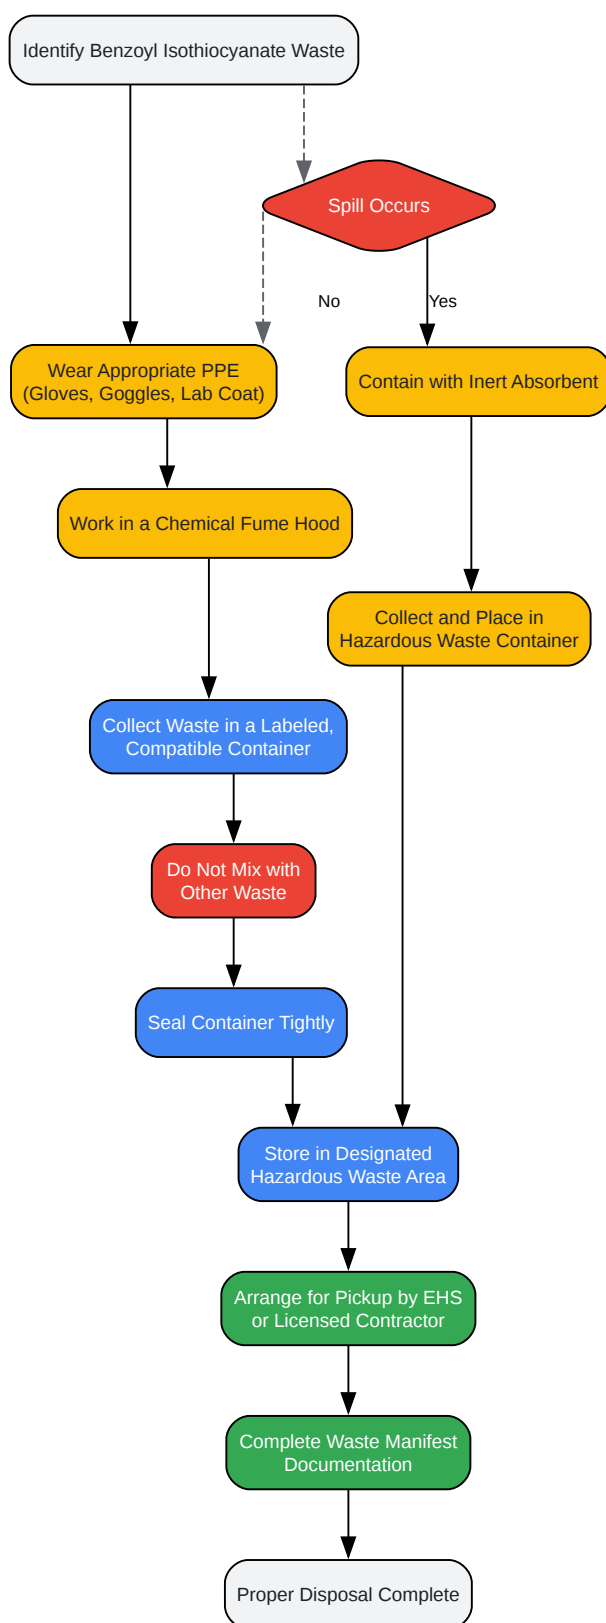 Identify Benzoyl Isothiocyanate Waste
Spill Occurs
No
Yes
Wear Appropriate PPE
(Gloves, Goggles, Lab Coat)
Contain with Inert Absorbent
Work in a Chemical Fume Hood
Collect and Place in
Hazardous Waste Container
Collect Waste in a Labeled,
Compatible Container
Do Not Mix with
Other Waste
Seal Container Tightly
Store in Designated
Hazardous Waste Area
Arrange for Pickup by EHS
or Licensed Contractor
Complete Waste Manifest
Documentation
Proper Disposal Complete